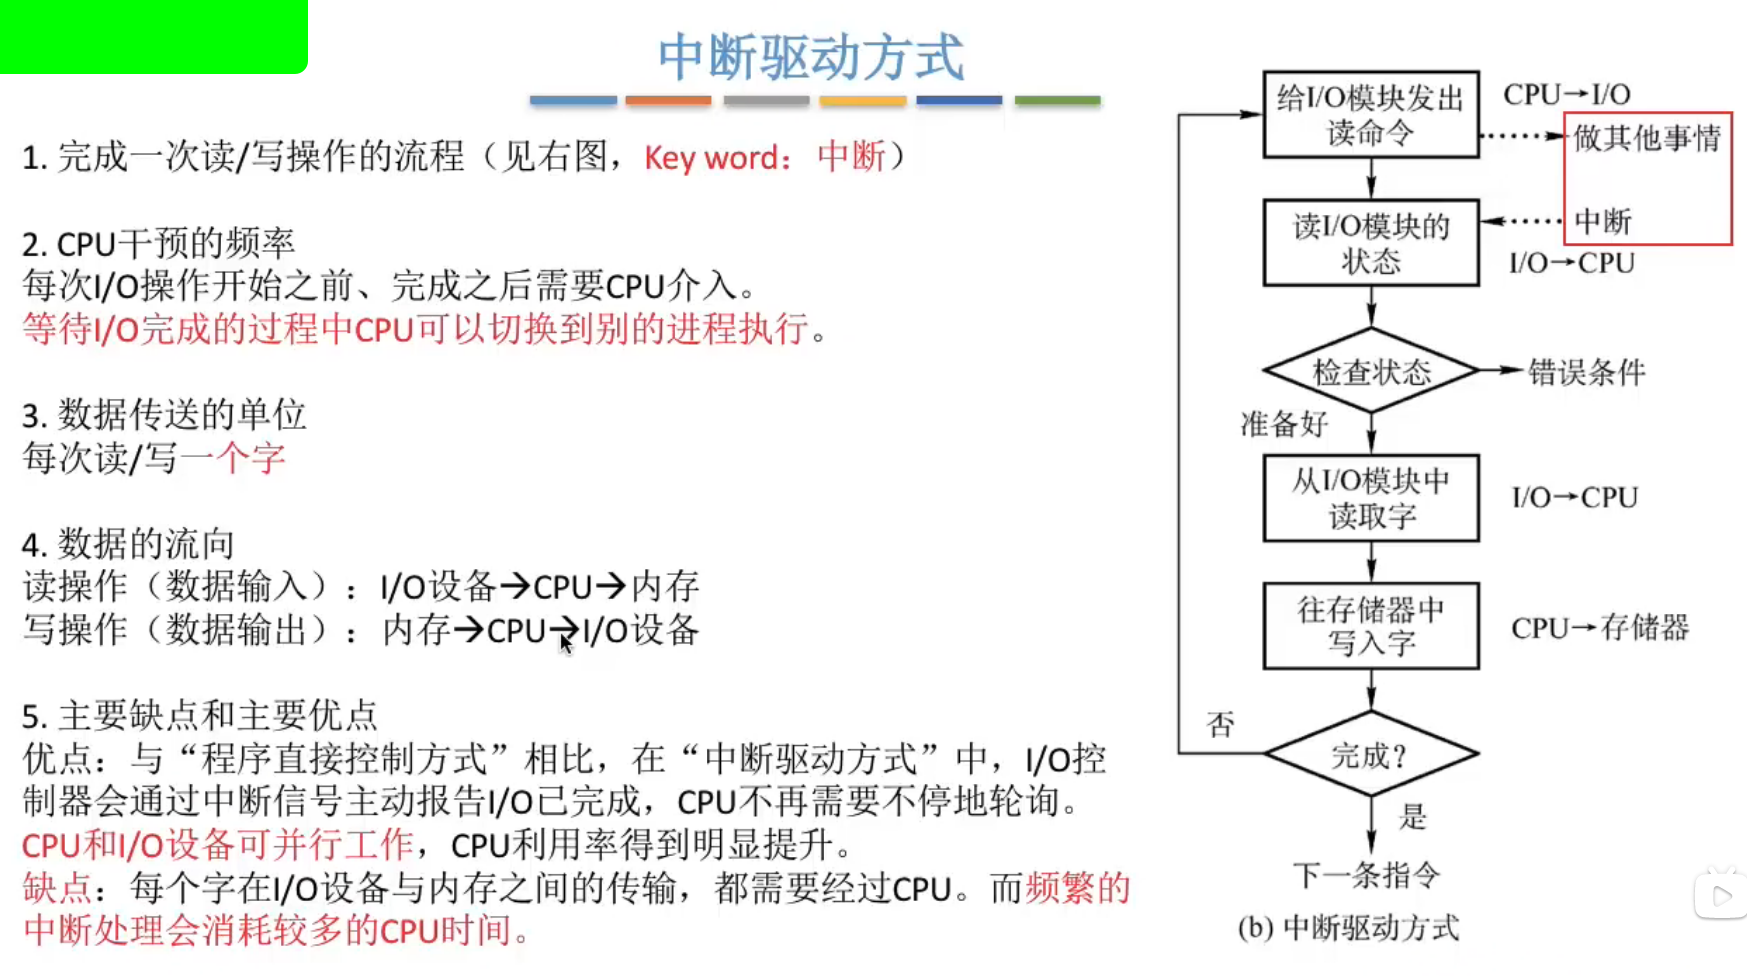 中断驱动方式
1. 完成一次读/写操作的流程（见右图，Key word：中断）
2. CPU干预的频率
每次I/O操作开始之前、完成之后需要CPU介入。
等待I/O完成的过程中CPU可以切换到别的进程执行。
3. 数据传送的单位
每次读/写一个字
4. 数据的流向
读操作（数据输入）：I/O设备→CPU→内存
写操作（数据输出）：内存→CPU→I/O设备
5. 主要缺点和主要优点
优点：与“程序直接控制方式”相比，在“中断驱动方式”中，I/O控
制器会通过中断信号主动报告I/O已完成，CPU不再需要不停地轮询。
CPU和I/O设备可并行工作，CPU利用率得到明显提升。
缺点：每个字在I/O设备与内存之间的传输，都需要经过CPU。而频繁的
中断处理会消耗较多的CPU时间。
给I/O模块发出
读命令
CPU→I/O
做其他事情
读I/O模块的
状态
中断
I/O→CPU
检查状态
错误条件
准备好
从I/O模块中
读取字
I/O→CPU
往存储器中
写入字
CPU→存储器
否
完成？
是
下一条指令
(b) 中断驱动方式